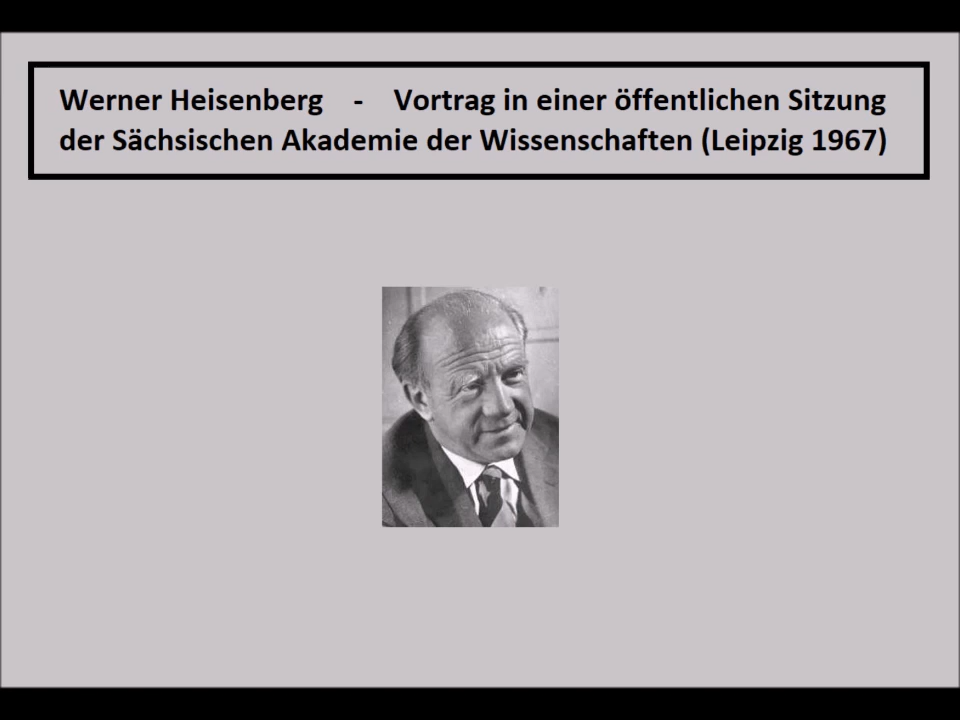 Werner Heisenberg - Vortrag in einer öffentlichen Sitzung
der Sächsischen Akademie der Wissenschaften (Leipzig 1967)